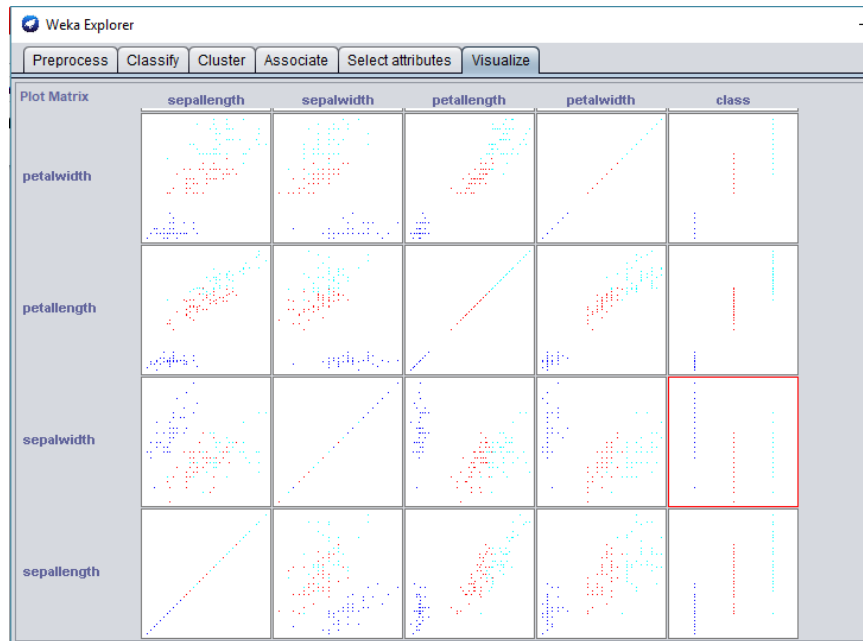 Weka Explorer
Preprocess Classify Cluster Associate Select attributes Visualize
Plot Matrix sepallength sepalwidth petallength petalwidth class
petalwidth
petallength
sepalwidth
sepallength